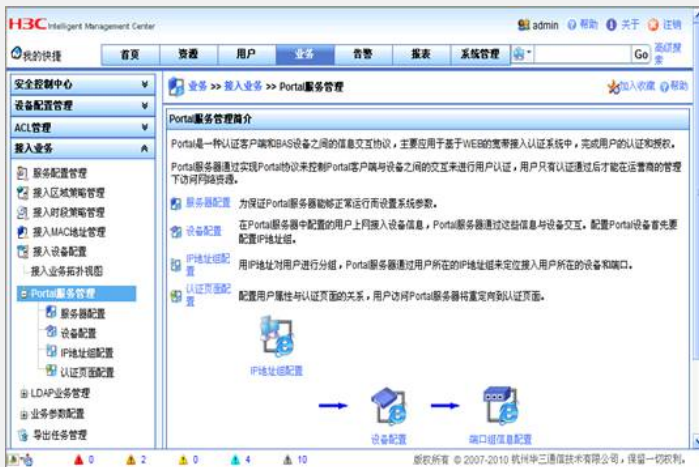 H3C Intelligent Management Center
admin 帮助 关于 注销
我的快捷 首页 资源 用户 业务 告警 报表 系统管理 Go 高级搜索
安全控制中心
设备配置管理
ACL管理
接入业务
服务配置管理
接入区域策略管理
接入时段策略管理
接入MAC地址管理
接入设备配置
接入业务拓扑视图
Portal服务管理
服务器配置
设备配置
IP地址组配置
认证页面配置
LDAP业务管理
业务参数配置
导出任务管理
业务 >> 接入业务 >> Portal服务管理
加入收藏 帮助
Portal服务管理简介
Portal是一种认证客户端和BAS设备之间的信息交互协议，主要应用于基于WEB的宽带接入认证系统中，完成用户的认证和授权。
Portal服务器通过实现Portal协议来控制Portal客户端与设备之间的交互来进行用户认证，用户只有认证通过后才能在运营商的管理
下访问网络资源。
服务器配置 为保证Portal服务器能够正常运行而设置系统参数。
设备配置 在Portal服务器中配置的用户上网接入设备信息，Portal服务器通过这些信息与设备交互。配置Portal设备首先要
配置IP地址组。
IP地址组配置 用IP地址对用户进行分组，Portal服务器通过用户所在的IP地址组来定位接入用户所在的设备和端口。
认证页面配置 配置用户属性与认证页面的关系，用户访问Portal服务器将重定向到认证页面。
IP地址组配置
设备配置
端口组信息配置
0 2 0 4 10
版权所有 © 2007-2010 杭州华三通信技术有限公司，保留一切权利。